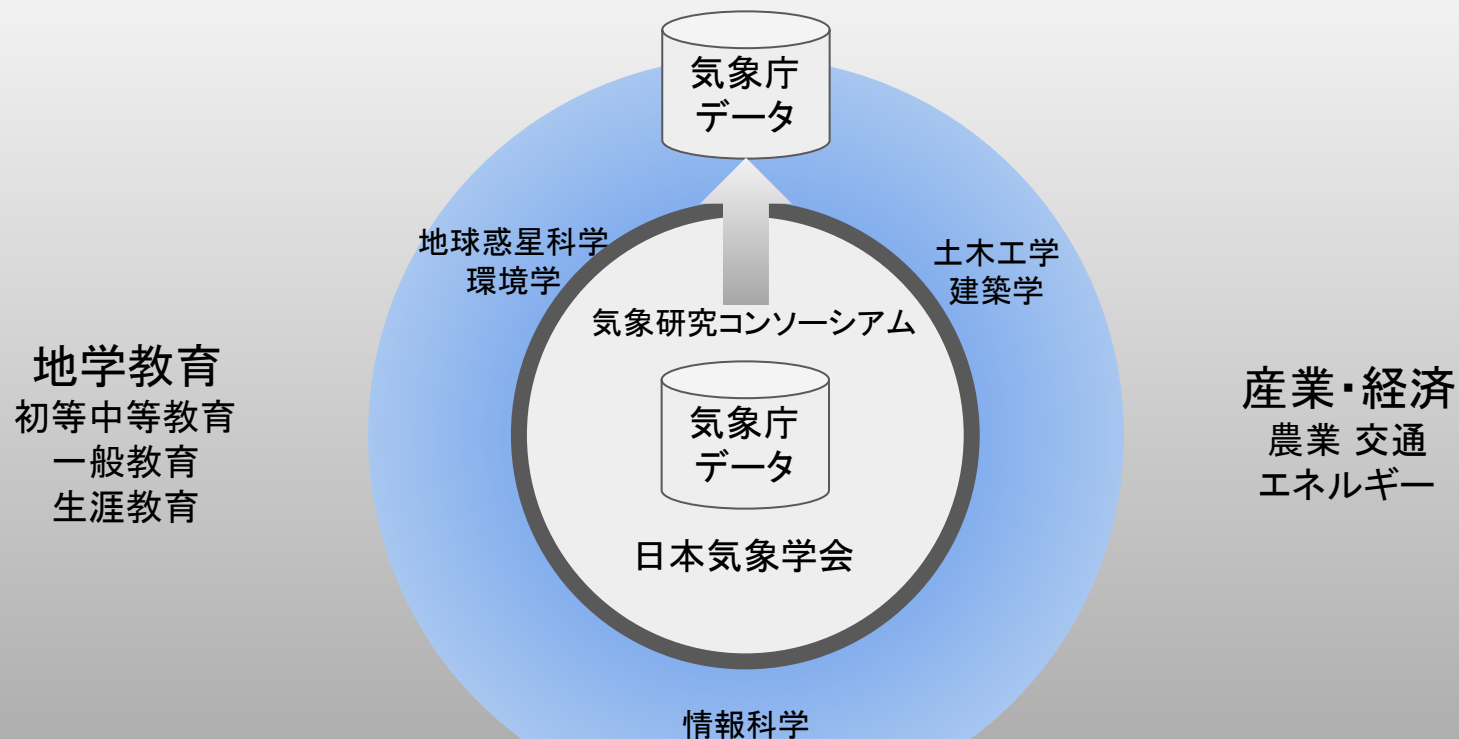 気象庁
データ
地球惑星科学
環境学
土木工学
建築学
気象研究コンソーシアム
地学教育
初等中等教育
一般教育
生涯教育
気象庁
データ
産業・経済
農業 交通
エネルギー
日本気象学会
情報科学